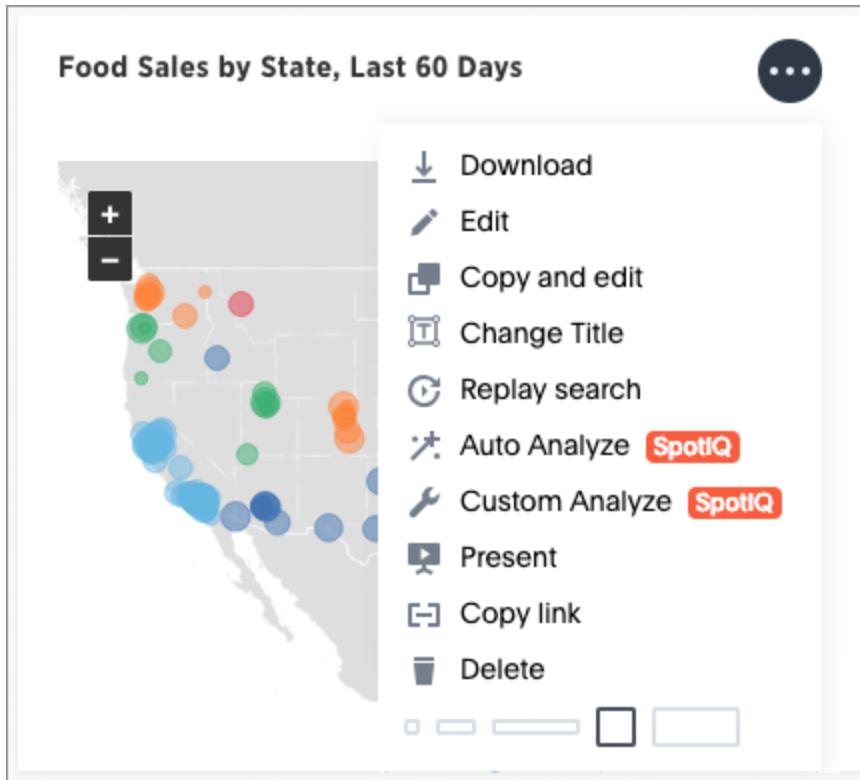 Food Sales by State, Last 60 Days
+
−
Download
Edit
Copy and edit
Change Title
Replay search
Auto Analyze SpotIQ
Custom Analyze SpotIQ
Present
Copy link
Delete